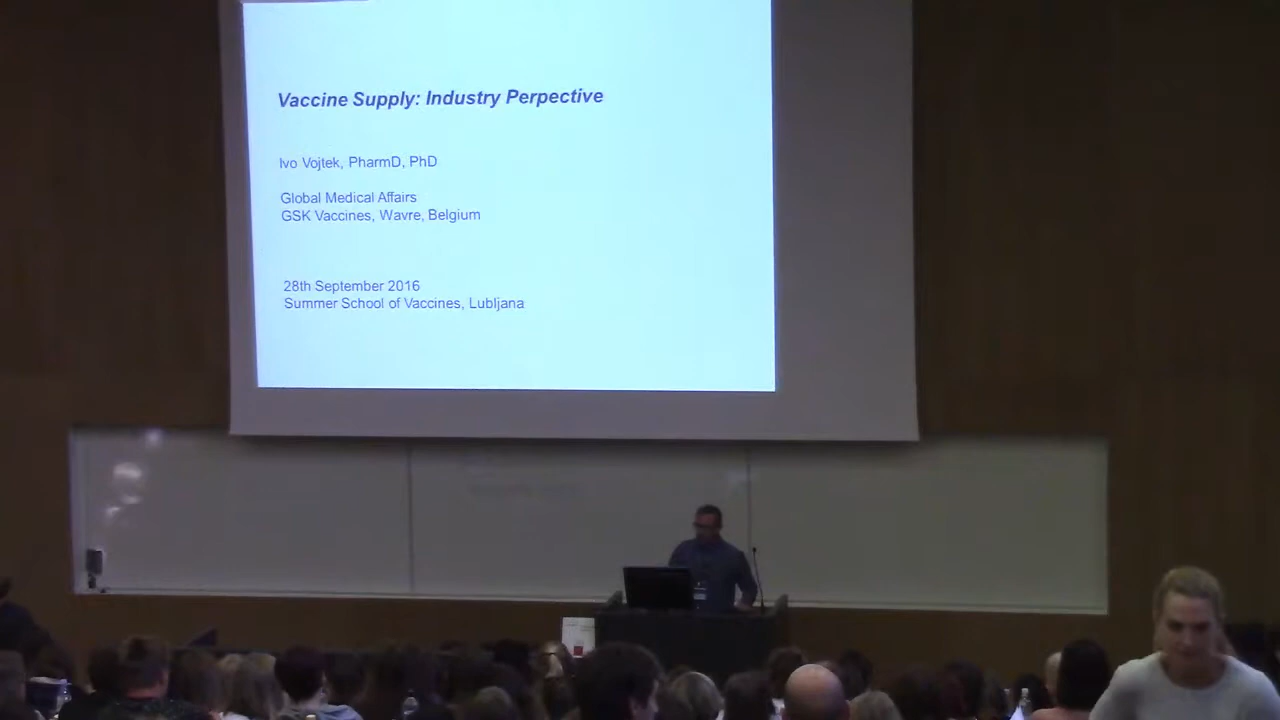 Vaccine Supply: Industry Perpective
Ivo Vojtek, PharmD, PhD
Global Medical Affairs
GSK Vaccines, Wavre, Belgium
28th September 2016
Summer School of Vaccines, Lubljana